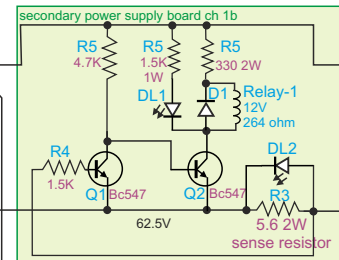 secondary power supply board ch 1b
R5
4.7K
R5
1.5K
1W
R5
330 2W
DL1
D1
Relay-1
12V
264 ohm
R4
1.5K
Q1
Bc547
Q2
Bc547
DL2
R3
5.6 2W
sense resistor
62.5V